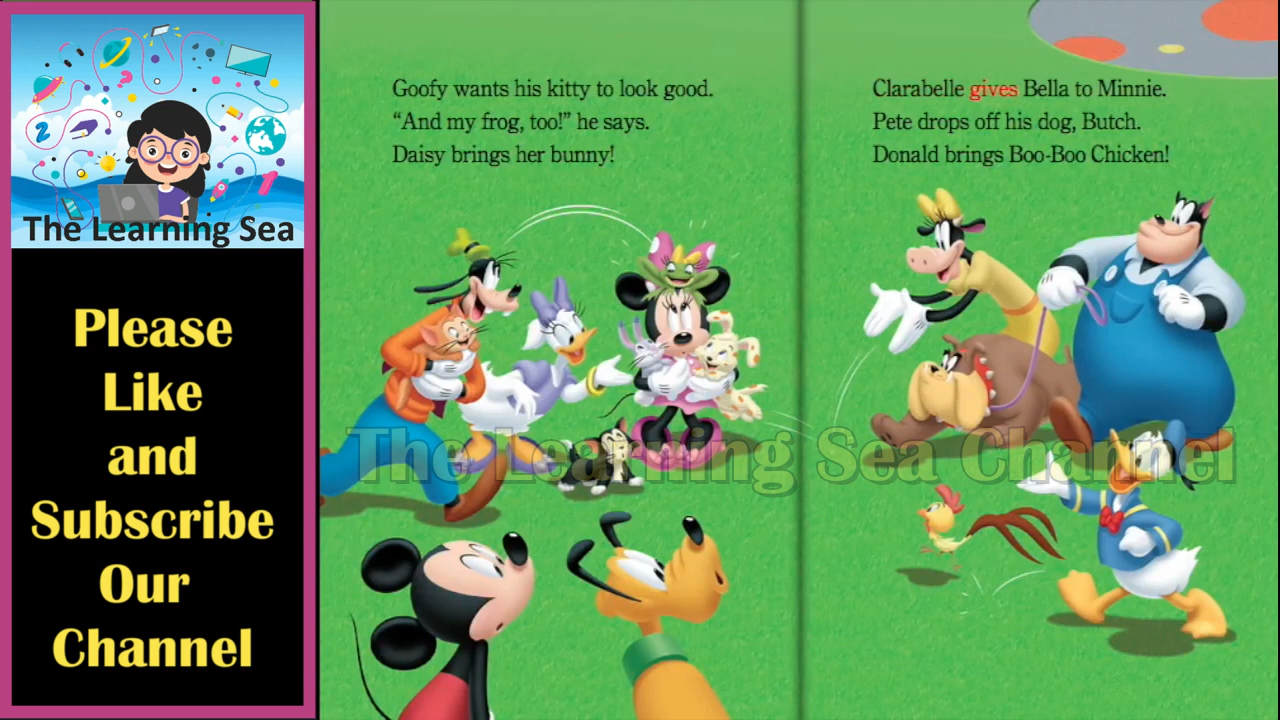 The Learning Sea
Please
Like
and
Subscribe
Our
Channel
Goofy wants his kitty to look good.
“And my frog, too!” he says.
Daisy brings her bunny!
Clarabelle gives Bella to Minnie.
Pete drops off his dog, Butch.
Donald brings Boo-Boo Chicken!
The Learning Sea Channel